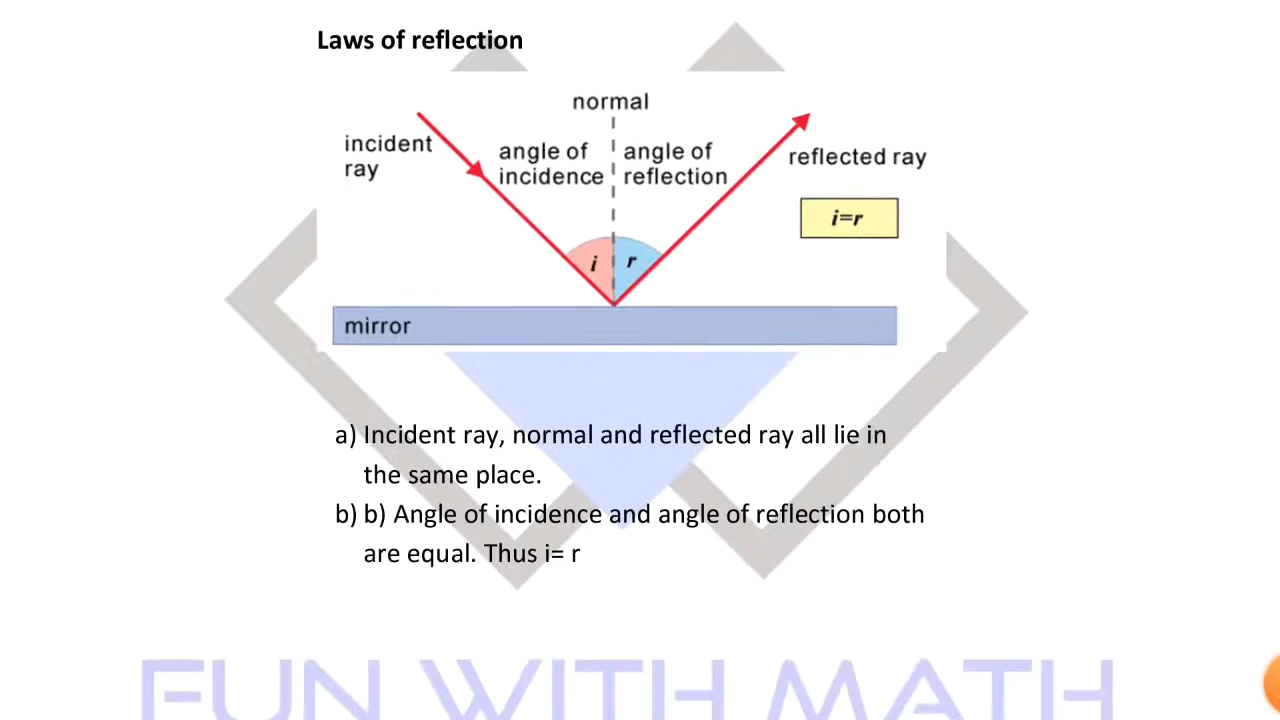 Laws of reflection
normal
incident
ray
angle of
incidence
angle of
reflection
reflected ray
i=r
i
r
mirror
a) Incident ray, normal and reflected ray all lie in
the same place.
b) b) Angle of incidence and angle of reflection both
are equal. Thus i= r
FUN WITH MATH